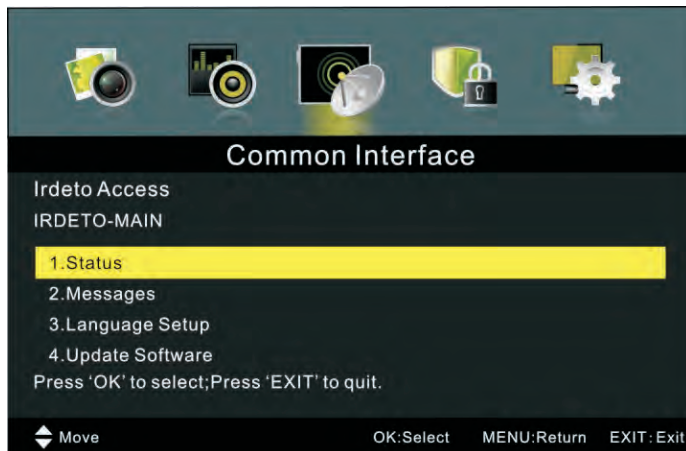 Common Interface
Irdeto Access
IRDETO-MAIN
1.Status
2.Messages
3.Language Setup
4.Update Software
Press ‘OK’ to select;Press ‘EXIT’ to quit.
Move OK:Select MENU:Return EXIT:Exit